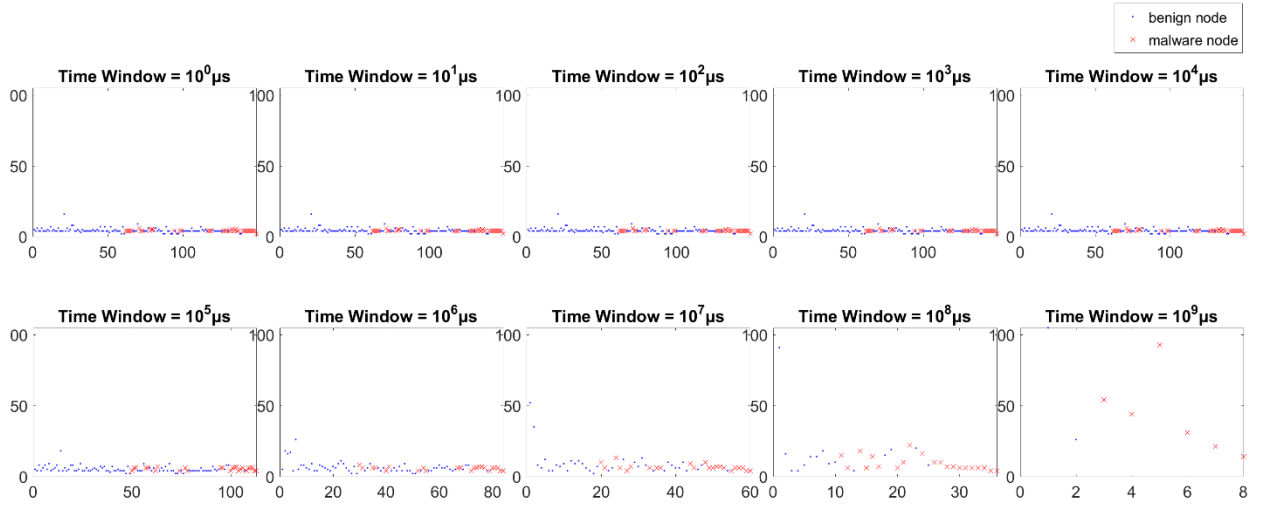 benign node
malware node
Time Window = 10⁰µs
Time Window = 10¹µs
Time Window = 10²µs
Time Window = 10³µs
Time Window = 10⁴µs
00 100 100 100 100
50 50 50 50 50
0 0 0 0 0
0 50 100 0 50 100 0 50 100 0 50 100 0 50 100
Time Window = 10⁵µs
Time Window = 10⁶µs
Time Window = 10⁷µs
Time Window = 10⁸µs
Time Window = 10⁹µs
00 100 100 100 100
50 50 50 50 50
0 0 0 0 0
0 50 100 0 20 40 60 80 0 20 40 60 0 10 20 30 0 2 4 6 8